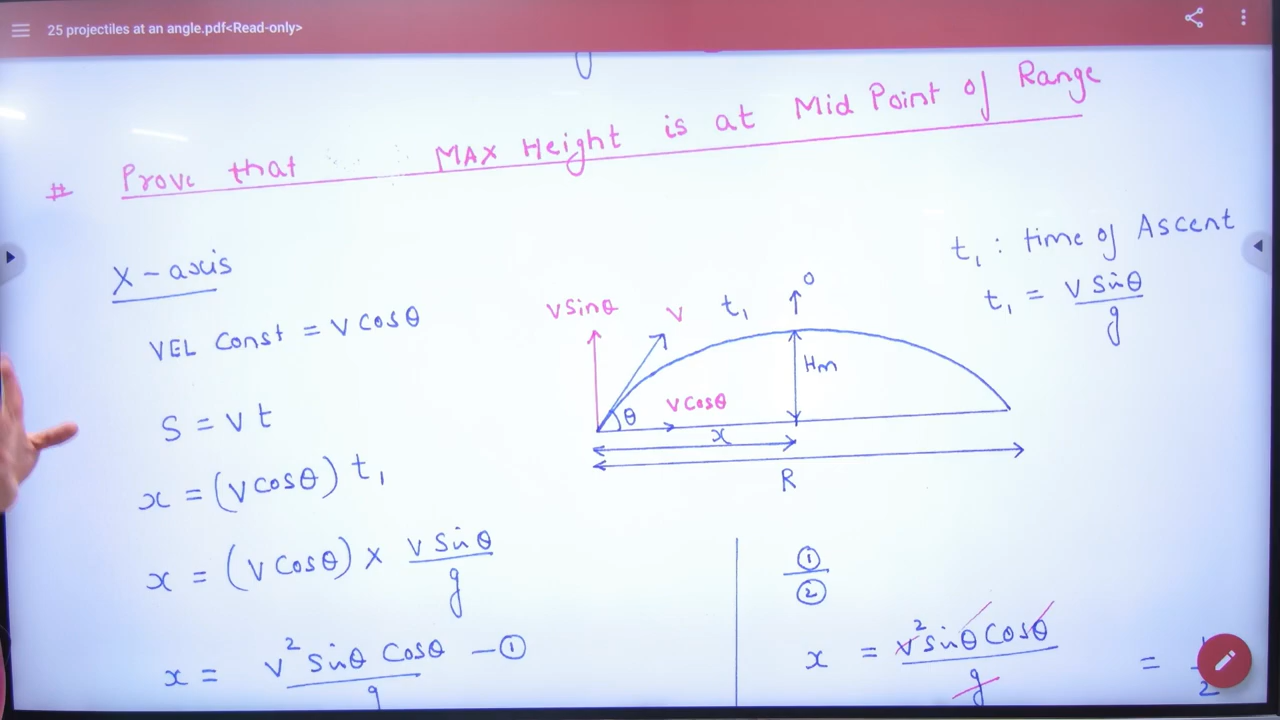 25 projectiles at an angle.pdf<Read-only>
# Prove that MAX Height is at Mid Point of Range
X-axis
VEL Const = V Cosθ
S = v t
x = (V Cosθ) t₁
x = (V Cosθ) × V Sinθ / g
x = V² Sinθ Cosθ / g — ①
t₁ : time of Ascent
t₁ = V Sinθ / g
V Sinθ
V
t₁
0
Hm
θ
V Cosθ
x
R
① / ②
x = V² Sinθ Cosθ / g =
2